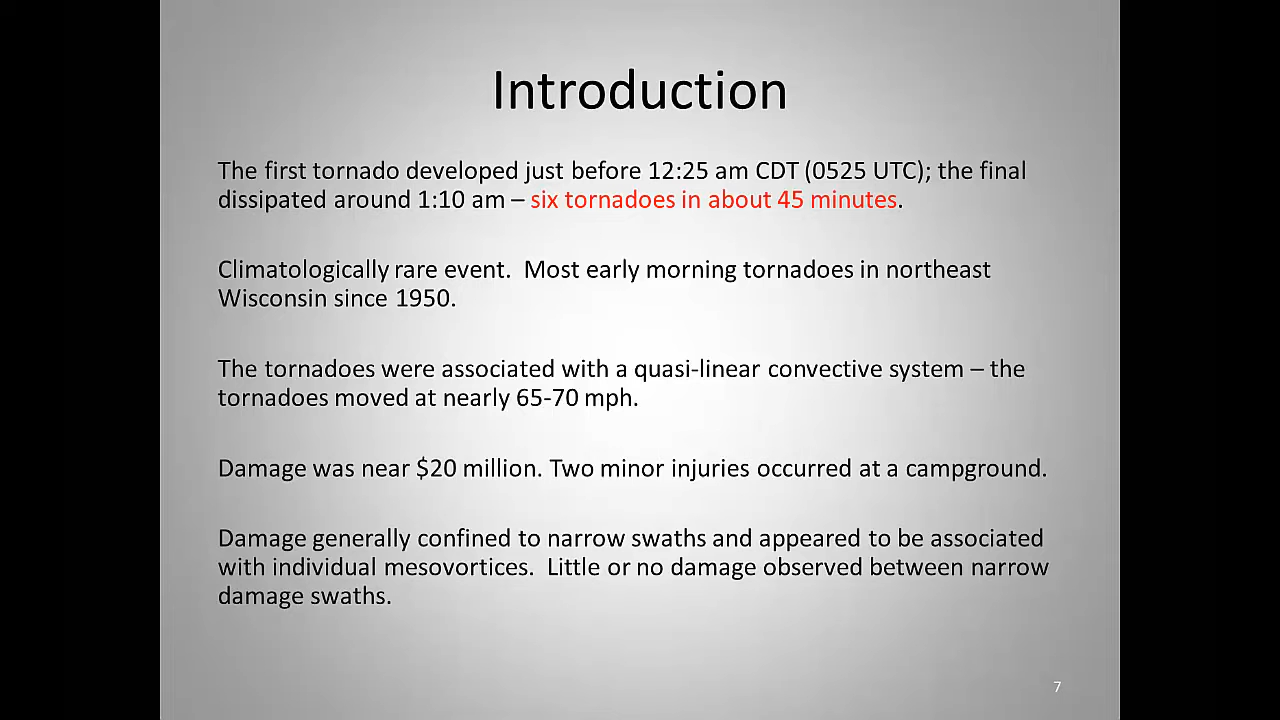 Introduction
The first tornado developed just before 12:25 am CDT (0525 UTC); the final
dissipated around 1:10 am – six tornadoes in about 45 minutes.
Climatologically rare event.  Most early morning tornadoes in northeast
Wisconsin since 1950.
The tornadoes were associated with a quasi-linear convective system – the
tornadoes moved at nearly 65-70 mph.
Damage was near $20 million. Two minor injuries occurred at a campground.
Damage generally confined to narrow swaths and appeared to be associated
with individual mesovortices.  Little or no damage observed between narrow
damage swaths.
7